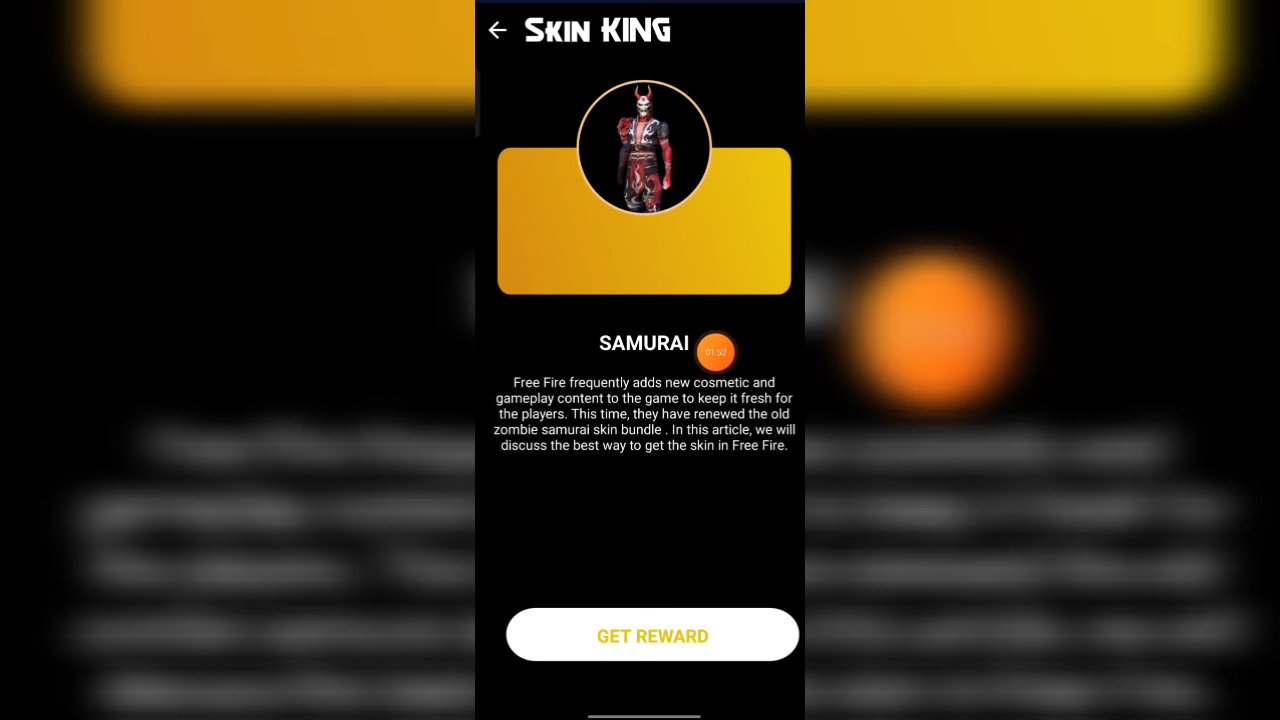 Skin KING
SAMURAI
01:52
Free Fire frequently adds new cosmetic and
gameplay content to the game to keep it fresh for
the players. This time, they have renewed the old
zombie samurai skin bundle . In this article, we will
discuss the best way to get the skin in Free Fire.
GET REWARD